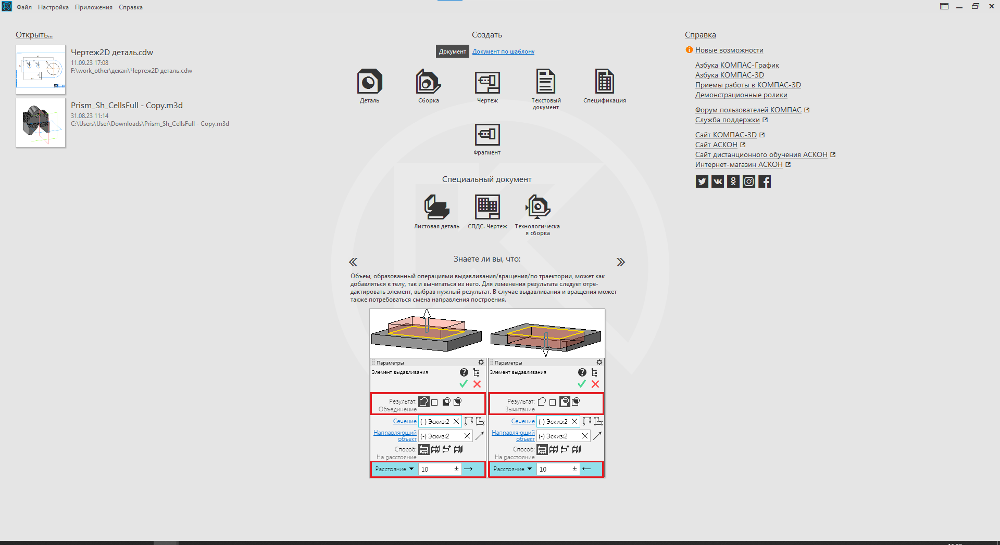 Файл Настройка Приложения Справка
Открыть...
Чертеж2D деталь.cdw
11.09.23 17:08
F:\work_other\декан\Чертеж2D деталь.cdw
Prism_Sh_CellsFull - Copy.m3d
31.08.23 11:14
C:\Users\User\Downloads\Prism_Sh_CellsFull - Copy.m3d
Создать
Документ Документ по шаблону
Деталь
Сборка
Чертеж
Текстовый
документ
Спецификация
Фрагмент
Специальный документ
Листовая деталь
СПДС. Чертеж
Технологическа
я сборка
Знаете ли вы, что:
Объем, образованный операциями выдавливания/вращения/по траектории, может как
добавляться к телу, так и вычитаться из него. Для изменения результата следует отре-
дактировать элемент, выбрав нужный результат. В случае выдавливания и вращения может
также потребоваться смена направления построения.
Параметры
Элемент выдавливания
Результат:
Объединение
Сечение (-) Эскиз:2
Направляющий
объект (-) Эскиз:2
Способ:
На расстояние
Расстояние 10
Параметры
Элемент выдавливания
Результат:
Вычитание
Сечение (-) Эскиз:2
Направляющий
объект (-) Эскиз:2
Способ:
На расстояние
Расстояние 10
Справка
Новые возможности
Азбука КОМПАС-График
Азбука КОМПАС-3D
Приемы работы в КОМПАС-3D
Демонстрационные ролики
Форум пользователей КОМПАС
Служба поддержки
Сайт КОМПАС-3D
Сайт АСКОН
Сайт дистанционного обучения АСКОН
Интернет-магазин АСКОН